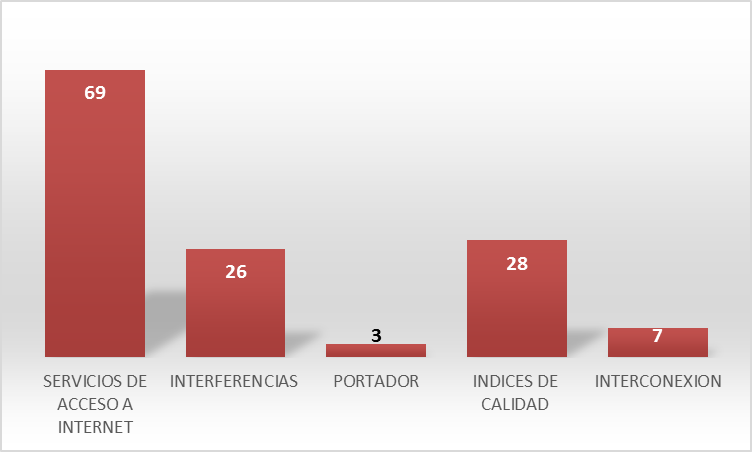 69
26
3
28
7
SERVICIOS DE
ACCESO A
INTERNET
INTERFERENCIAS
PORTADOR
INDICES DE
CALIDAD
INTERCONEXION